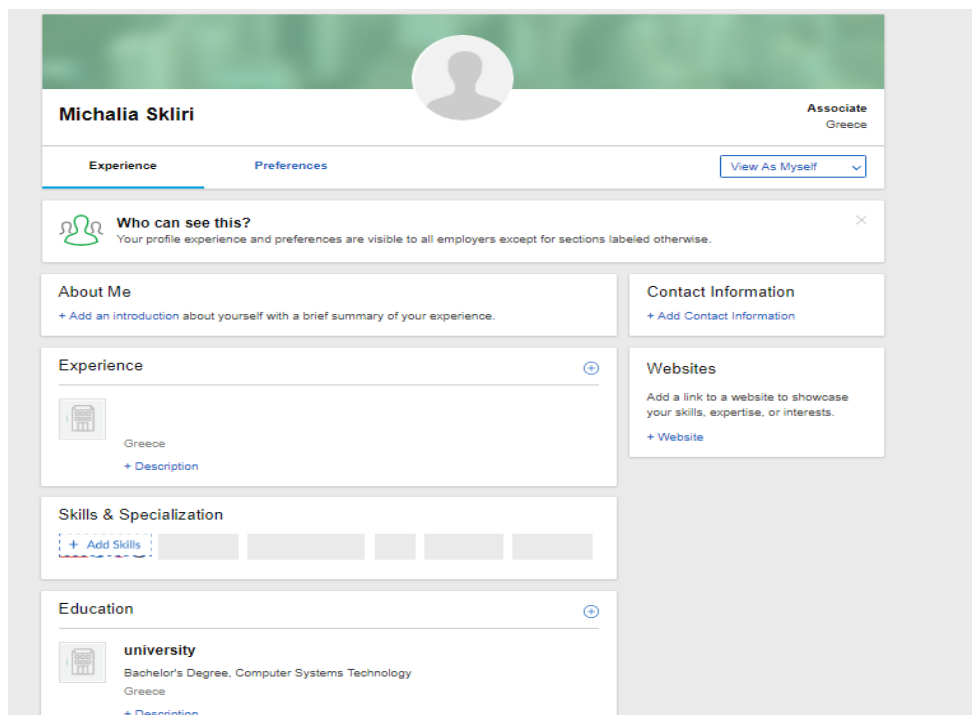 Michalia Skliri
Associate
Greece
Experience
Preferences
View As Myself
Who can see this?
Your profile experience and preferences are visible to all employers except for sections labeled otherwise.
About Me
+ Add an introduction about yourself with a brief summary of your experience.
Contact Information
+ Add Contact Information
Experience
Greece
+ Description
Websites
Add a link to a website to showcase
your skills, expertise, or interests.
+ Website
Skills & Specialization
+ Add Skills
Education
university
Bachelor's Degree, Computer Systems Technology
Greece
+ Description